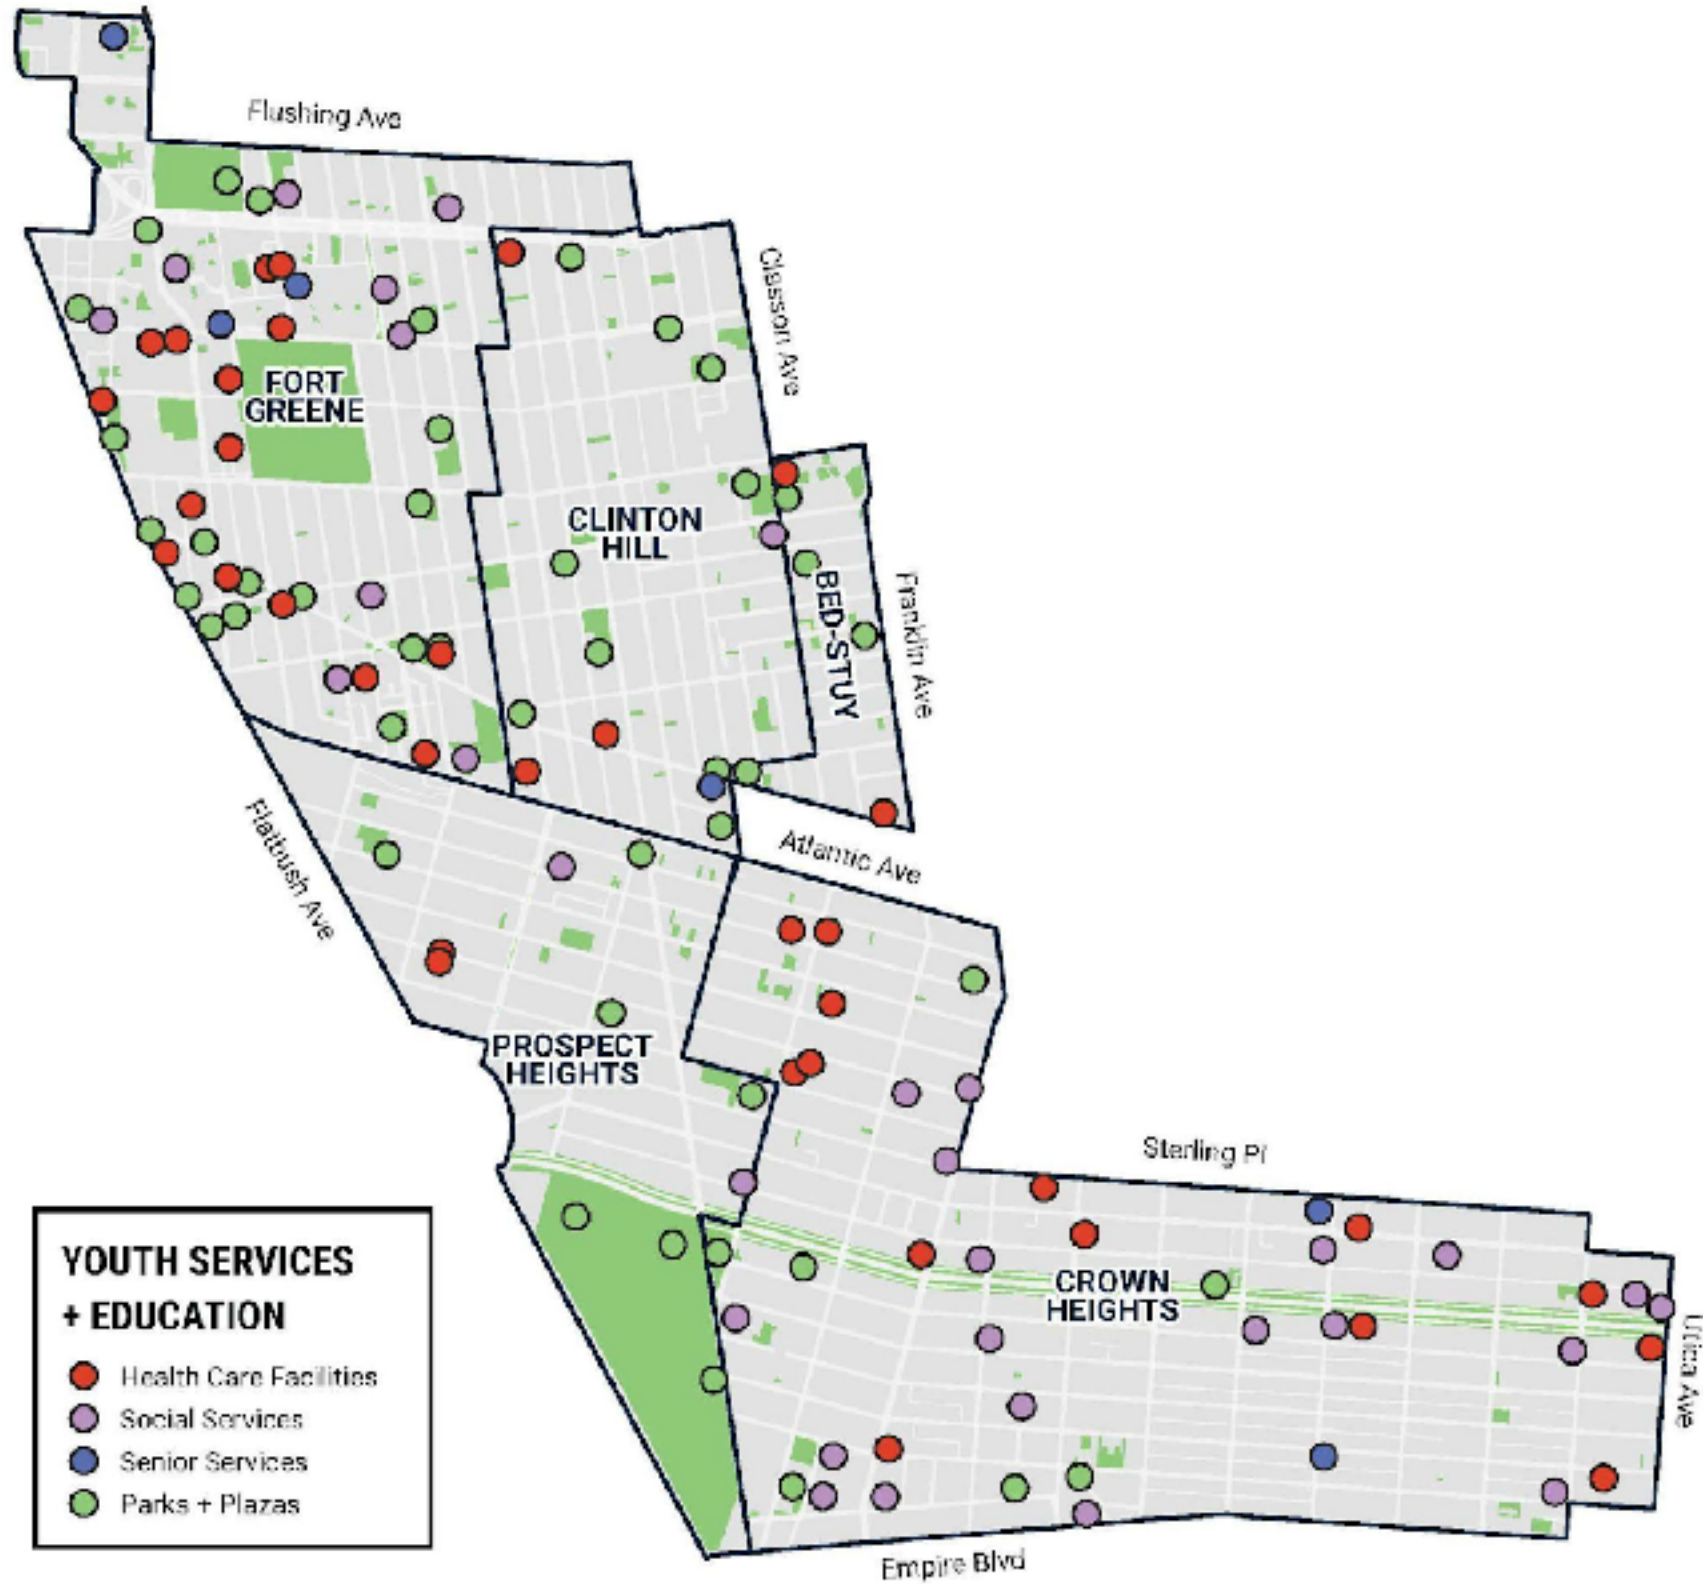 Flushing Ave
Classon Ave
FORT
GREENE
CLINTON
HILL
BED-STUY
Franklin Ave
Flatbush Ave
Atlantic Ave
PROSPECT
HEIGHTS
Sterling Pl
CROWN
HEIGHTS
Utica Ave
Empire Blvd
YOUTH SERVICES
+ EDUCATION
Health Care Facilities
Social Services
Senior Services
Parks + Plazas